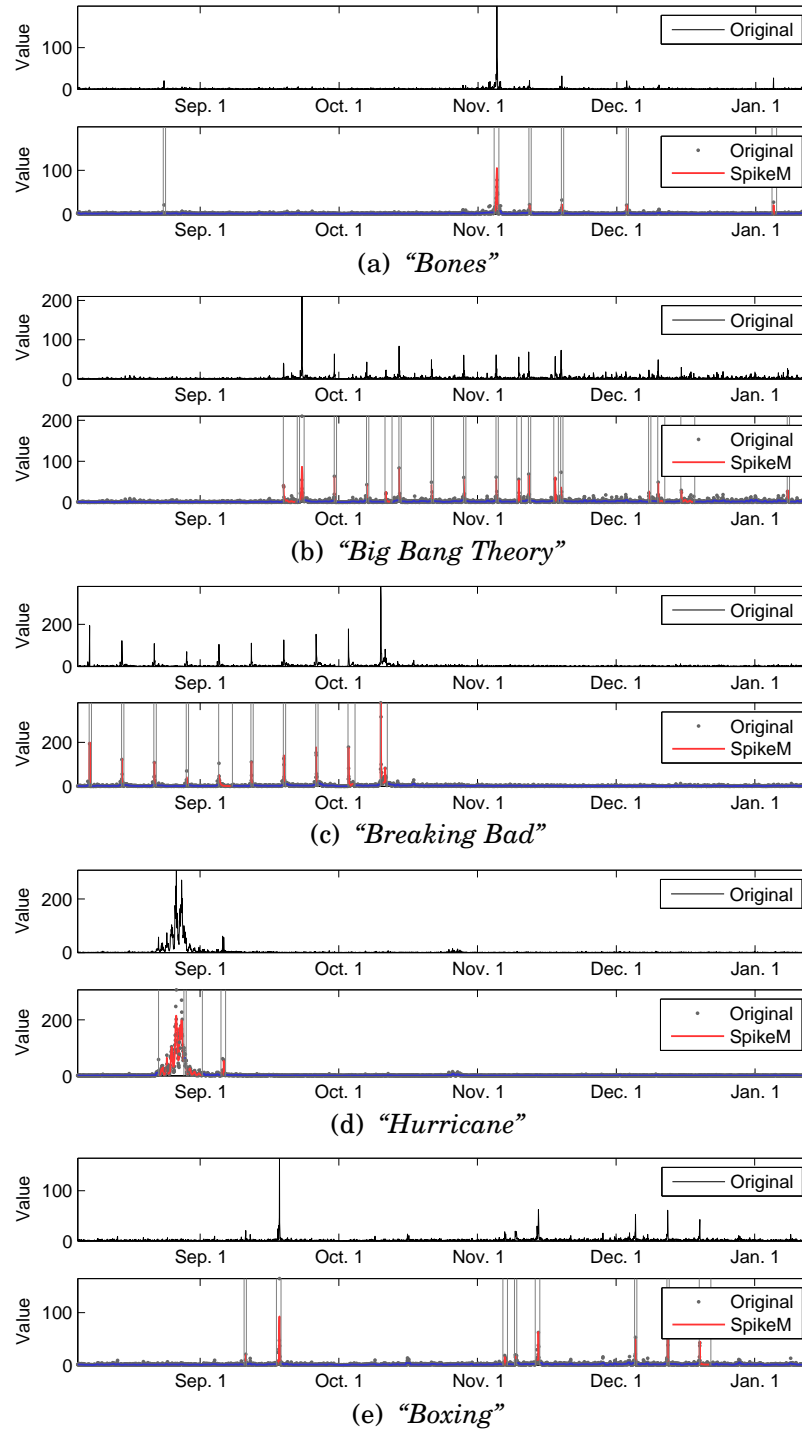 Value
200
100
0
Original
Sep. 1 Oct. 1 Nov. 1 Dec. 1 Jan. 1
Value
100
0
Original
SpikeM
Sep. 1 Oct. 1 Nov. 1 Dec. 1 Jan. 1
(a) “Bones”
Value
200
100
0
Original
Sep. 1 Oct. 1 Nov. 1 Dec. 1 Jan. 1
Value
200
100
0
Original
SpikeM
Sep. 1 Oct. 1 Nov. 1 Dec. 1 Jan. 1
(b) “Big Bang Theory”
Value
200
0
Original
Sep. 1 Oct. 1 Nov. 1 Dec. 1 Jan. 1
Value
200
0
Original
SpikeM
Sep. 1 Oct. 1 Nov. 1 Dec. 1 Jan. 1
(c) “Breaking Bad”
Value
200
0
Original
Sep. 1 Oct. 1 Nov. 1 Dec. 1 Jan. 1
Value
200
0
Original
SpikeM
Sep. 1 Oct. 1 Nov. 1 Dec. 1 Jan. 1
(d) “Hurricane”
Value
100
0
Original
Sep. 1 Oct. 1 Nov. 1 Dec. 1 Jan. 1
Value
100
0
Original
SpikeM
Sep. 1 Oct. 1 Nov. 1 Dec. 1 Jan. 1
(e) “Boxing”